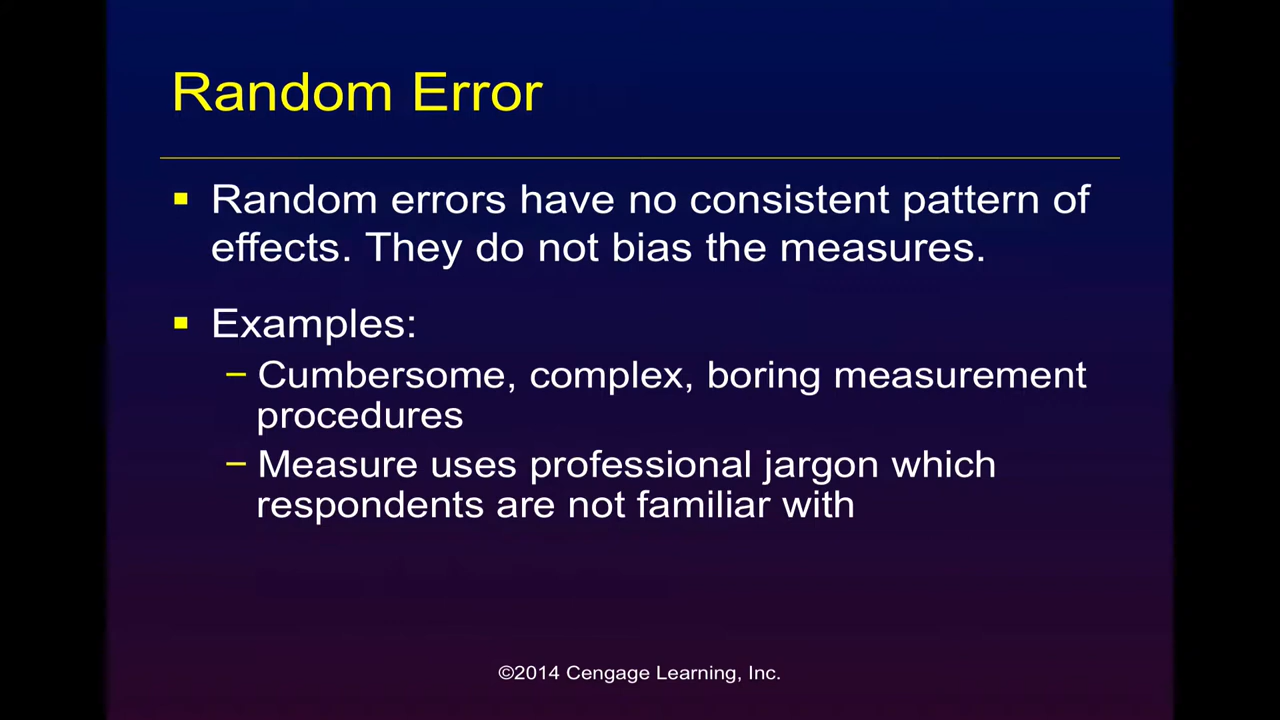 Random Error
Random errors have no consistent pattern of
effects. They do not bias the measures.
Examples:
– Cumbersome, complex, boring measurement
procedures
– Measure uses professional jargon which
respondents are not familiar with
©2014 Cengage Learning, Inc.